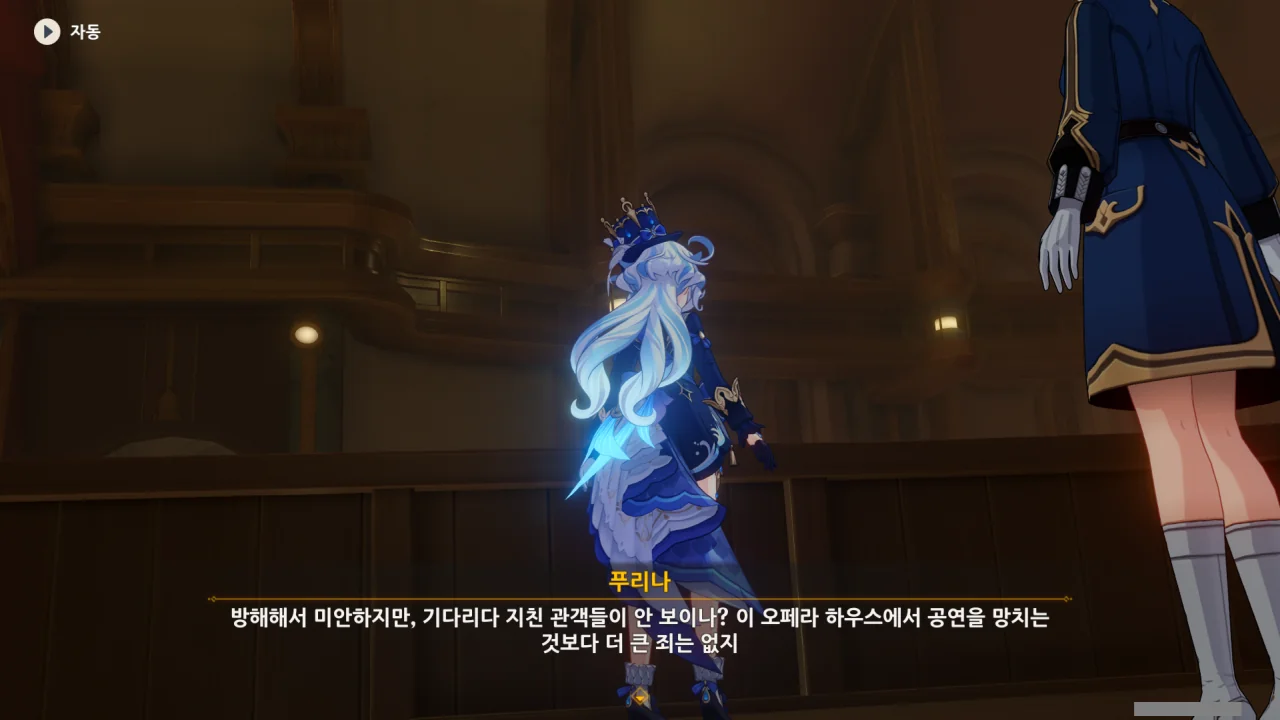 자동
푸리나
방해해서 미안하지만, 기다리다 지친 관객들이 안 보이나? 이 오페라 하우스에서 공연을 망치는
것보다 더 큰 죄는 없지